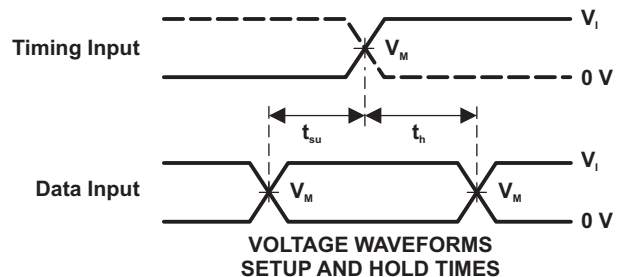 V_I
Timing Input
V_M
0 V
t_su
t_h
V_I
Data Input
V_M
V_M
0 V
VOLTAGE WAVEFORMS
SETUP AND HOLD TIMES